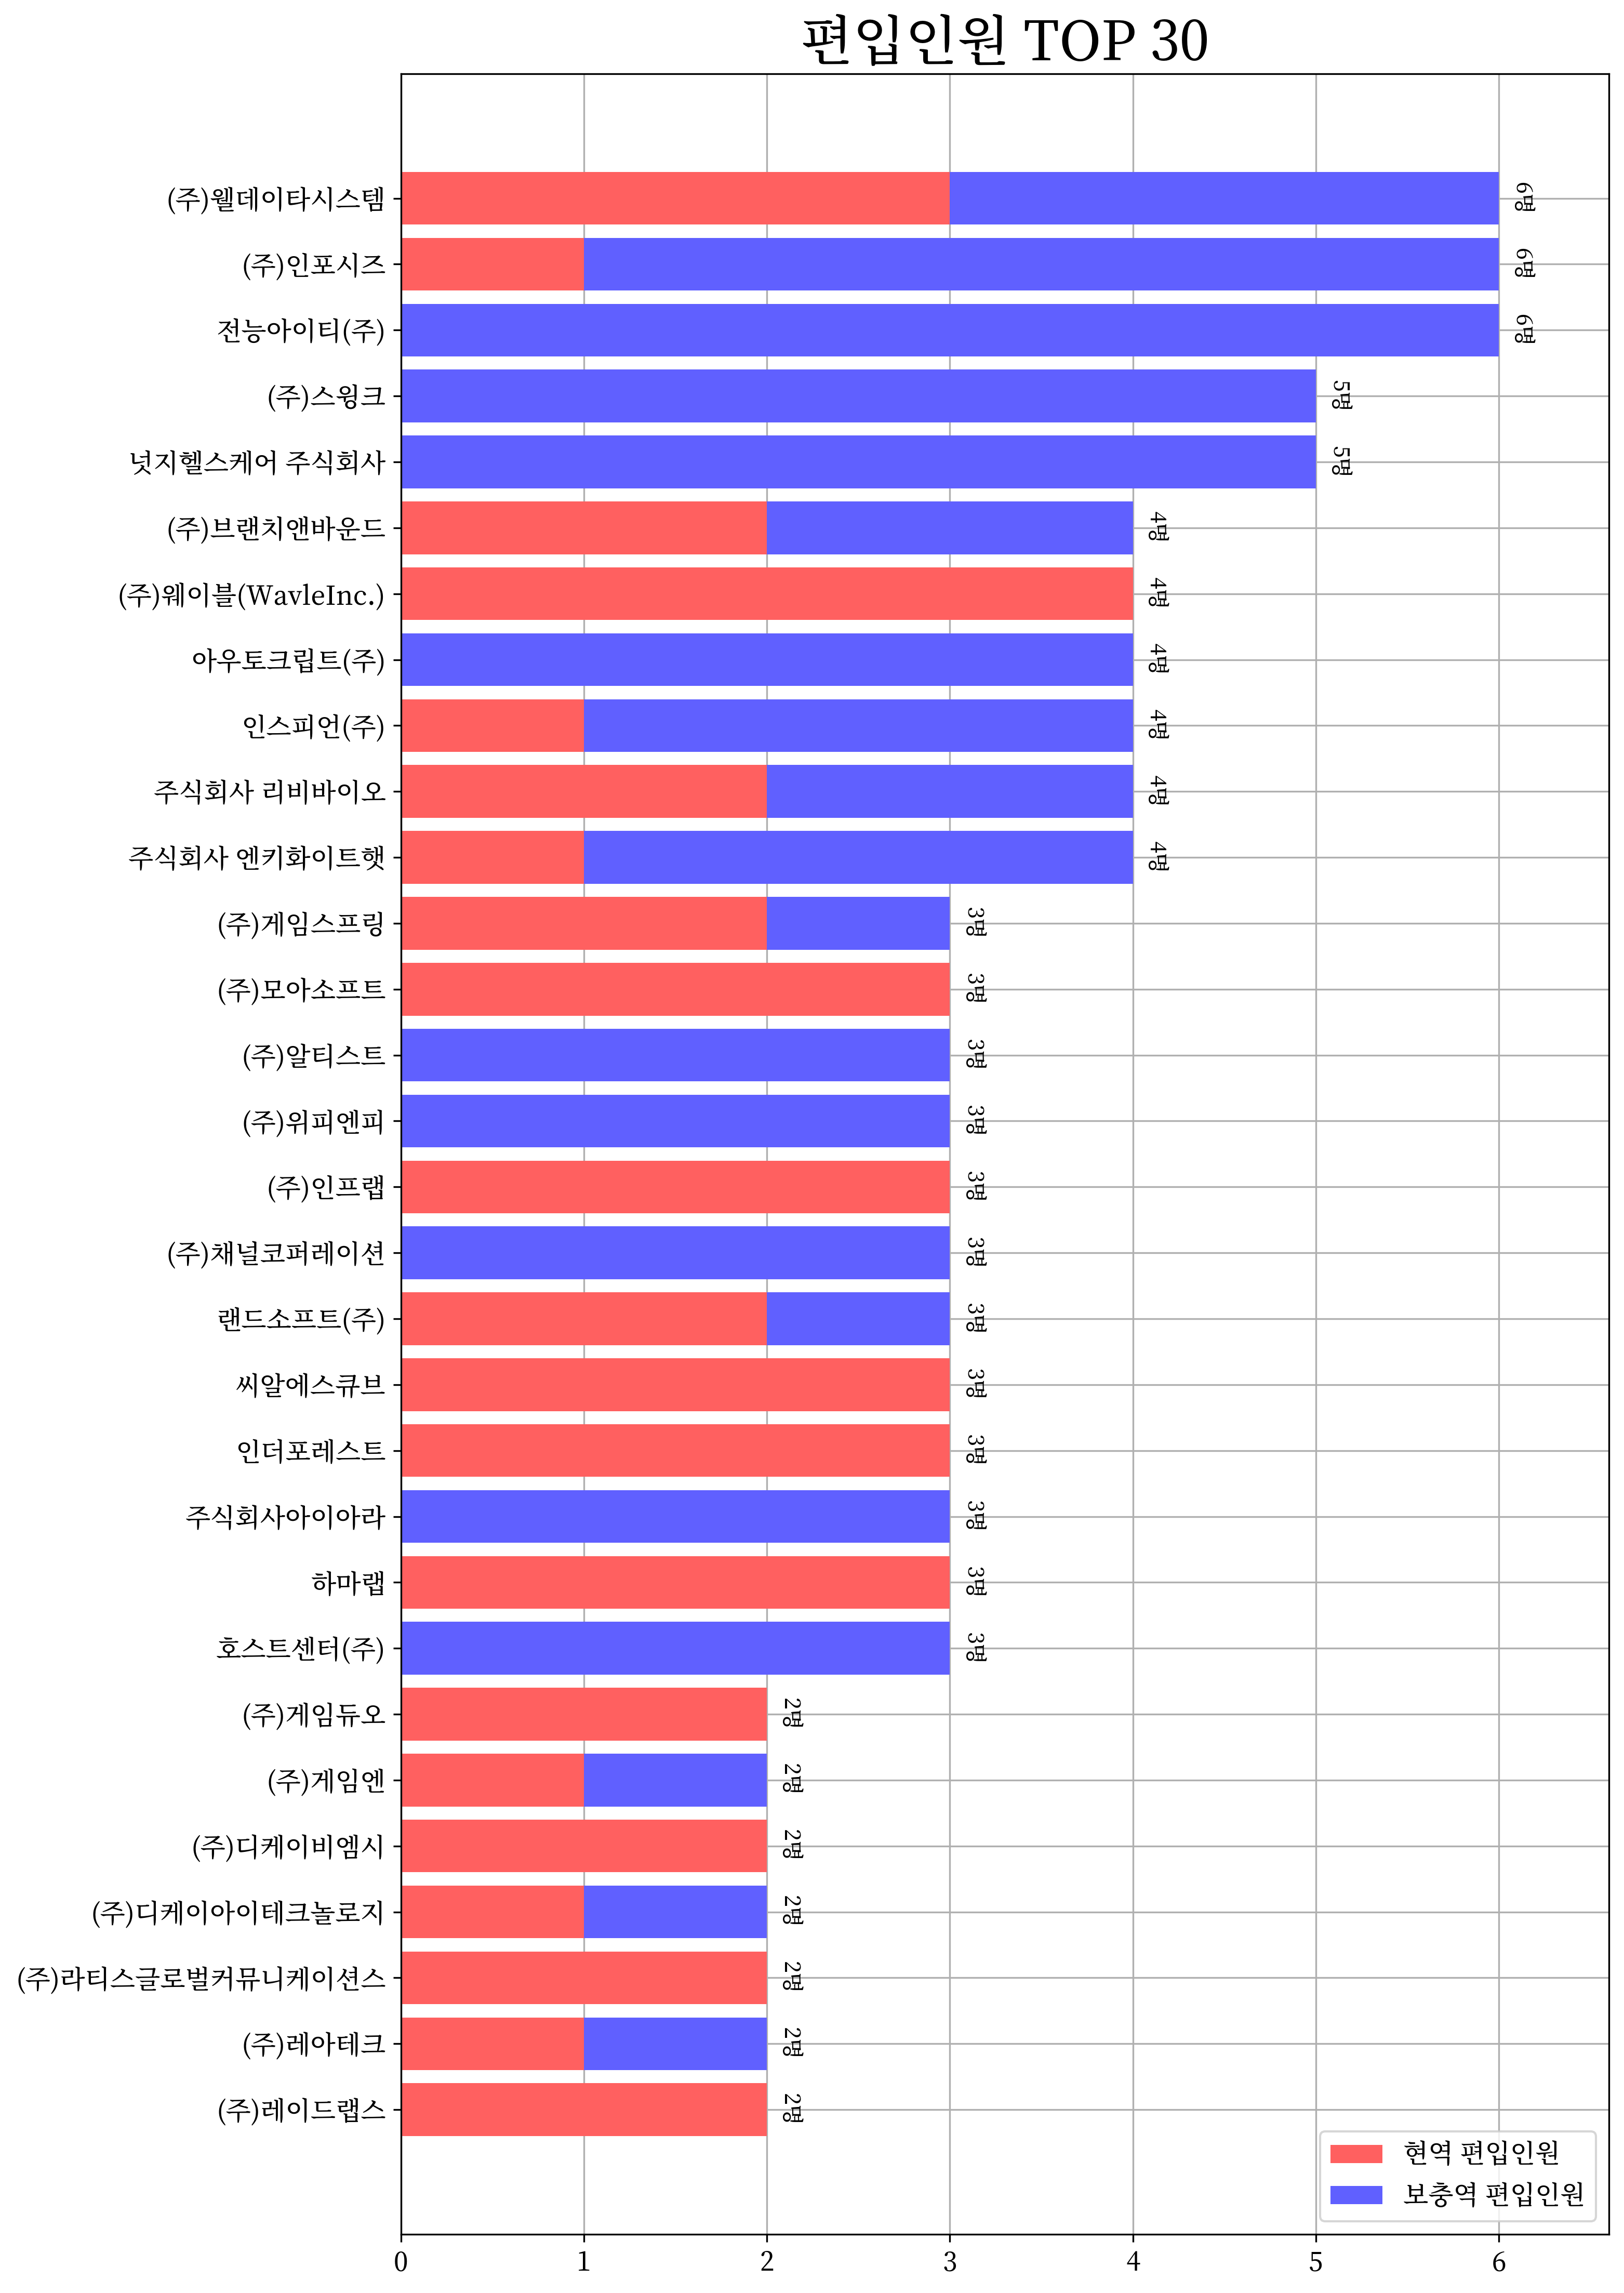 편입인원 TOP 30
(주)웰데이타시스템
6명
(주)인포시즈
6명
전능아이티(주)
6명
(주)스윙크
5명
넛지헬스케어 주식회사
5명
(주)브랜치앤바운드
4명
(주)웨이블(WavleInc.)
4명
아우토크립트(주)
4명
인스피언(주)
4명
주식회사 리비바이오
4명
주식회사 엔키화이트햇
4명
(주)게임스프링
3명
(주)모아소프트
3명
(주)알티스트
3명
(주)위피엔피
3명
(주)인프랩
3명
(주)채널코퍼레이션
3명
랜드소프트(주)
3명
씨알에스큐브
3명
인더포레스트
3명
주식회사아이아라
3명
하마랩
3명
호스트센터(주)
3명
(주)게임듀오
2명
(주)게임엔
2명
(주)디케이비엠시
2명
(주)디케이아이테크놀로지
2명
(주)라티스글로벌커뮤니케이션스
2명
(주)레아테크
2명
(주)레이드랩스
2명
현역 편입인원
보충역 편입인원
0 1 2 3 4 5 6